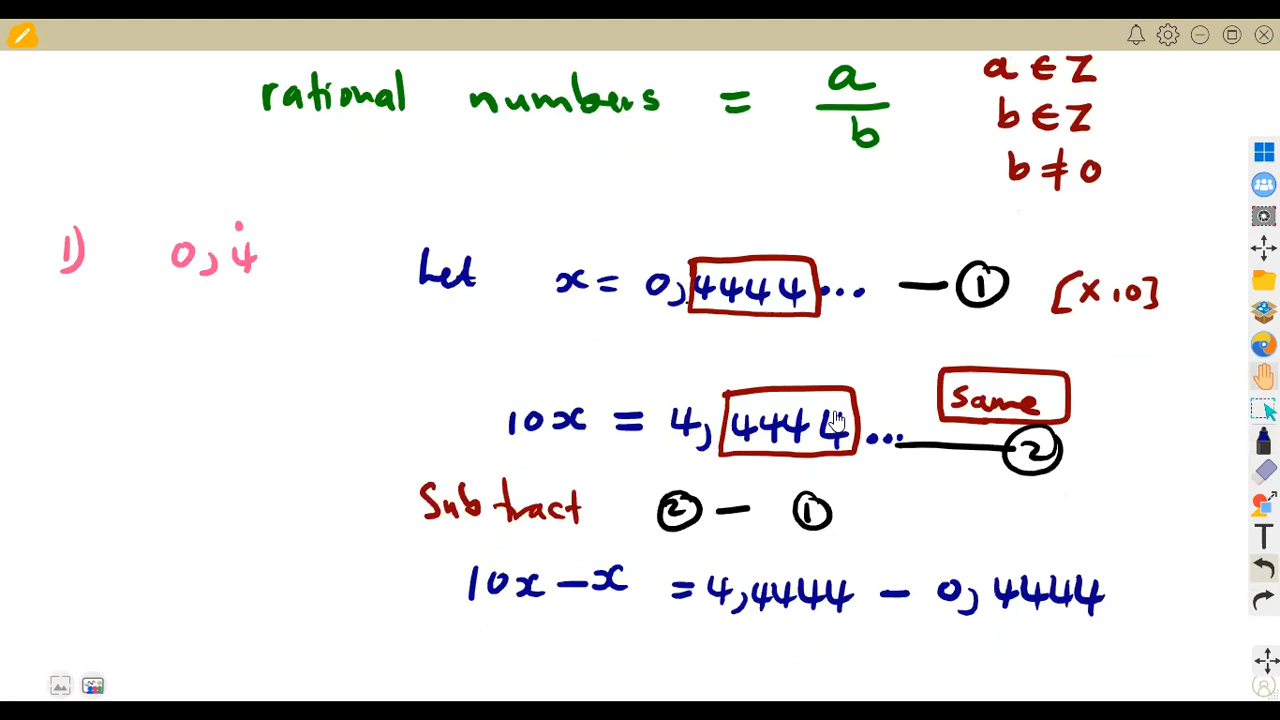 rational numbers = a/b a ∈ Z
b ∈ Z
b ≠ 0
1) 0,4̇ Let x = 0,4444... — ① [x 10]
10x = 4,4444... same — ②
Subtract ② — ①
10x - x = 4,4444 - 0,4444
T